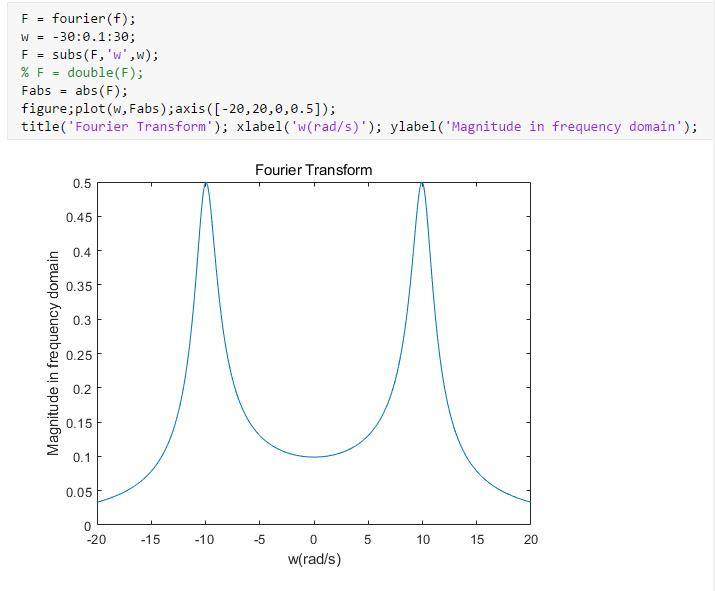 F = fourier(f);
w = -30:0.1:30;
F = subs(F,'w',w);
% F = double(F);
Fabs = abs(F);
figure;plot(w,Fabs);axis([-20,20,0,0.5]);
title('Fourier Transform'); xlabel('w(rad/s)'); ylabel('Magnitude in frequency domain');
Fourier Transform
Magnitude in frequency domain
0.5
0.45
0.4
0.35
0.3
0.25
0.2
0.15
0.1
0.05
0
-20 -15 -10 -5 0 5 10 15 20
w(rad/s)